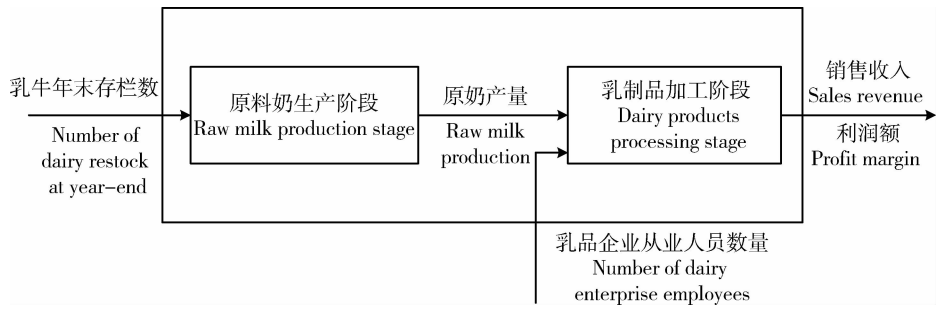 乳牛年末存栏数
Number of
dairy restock
at year-end
原料奶生产阶段
Raw milk production stage
原奶产量
Raw milk
production
乳制品加工阶段
Dairy products
processing stage
销售收入
Sales revenue
利润额
Profit margin
乳品企业从业人员数量
Number of dairy
enterprise employees